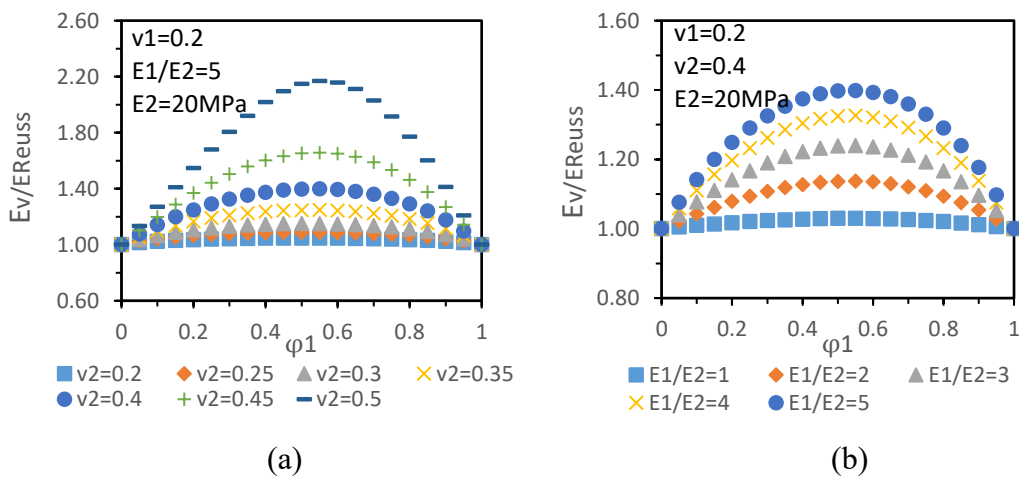 2.60
2.20
1.80
1.40
1.00
0.60
Ev/EReuss
v1=0.2
E1/E2=5
E2=20MPa
0 0.2 0.4 0.6 0.8 1
φ1
v2=0.2 v2=0.25 v2=0.3 v2=0.35
v2=0.4 v2=0.45 v2=0.5
(a)
1.60
1.40
1.20
1.00
0.80
Ev/EReuss
v1=0.2
v2=0.4
E2=20MPa
0 0.2 0.4 0.6 0.8 1
φ1
E1/E2=1 E1/E2=2 E1/E2=3
E1/E2=4 E1/E2=5
(b)